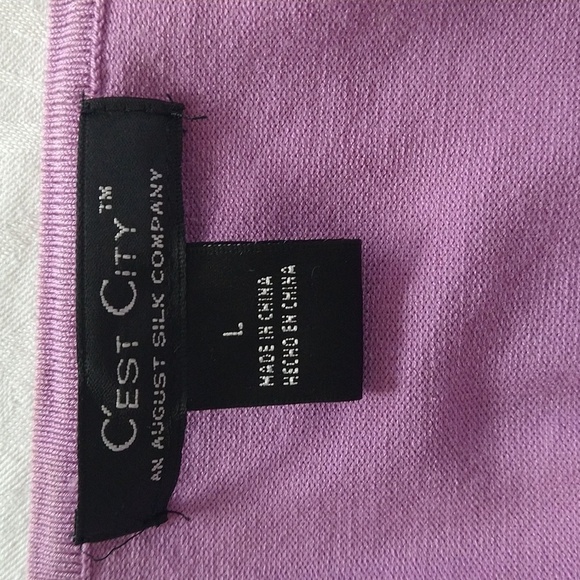 C'EST CITY™
AN AUGUST SILK COMPANY
L
MADE IN CHINA
HECHO EN CHINA